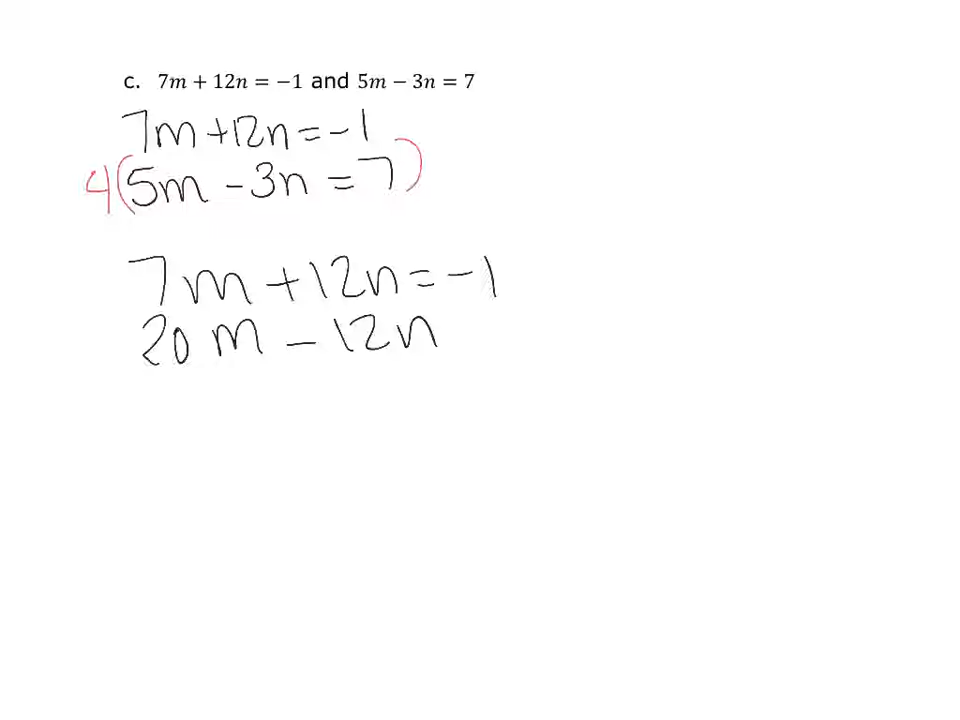 c. 7m + 12n = −1 and 5m − 3n = 7
7m +12n = -1
4(5m - 3n = 7)
7m +12n = -1
20m - 12n